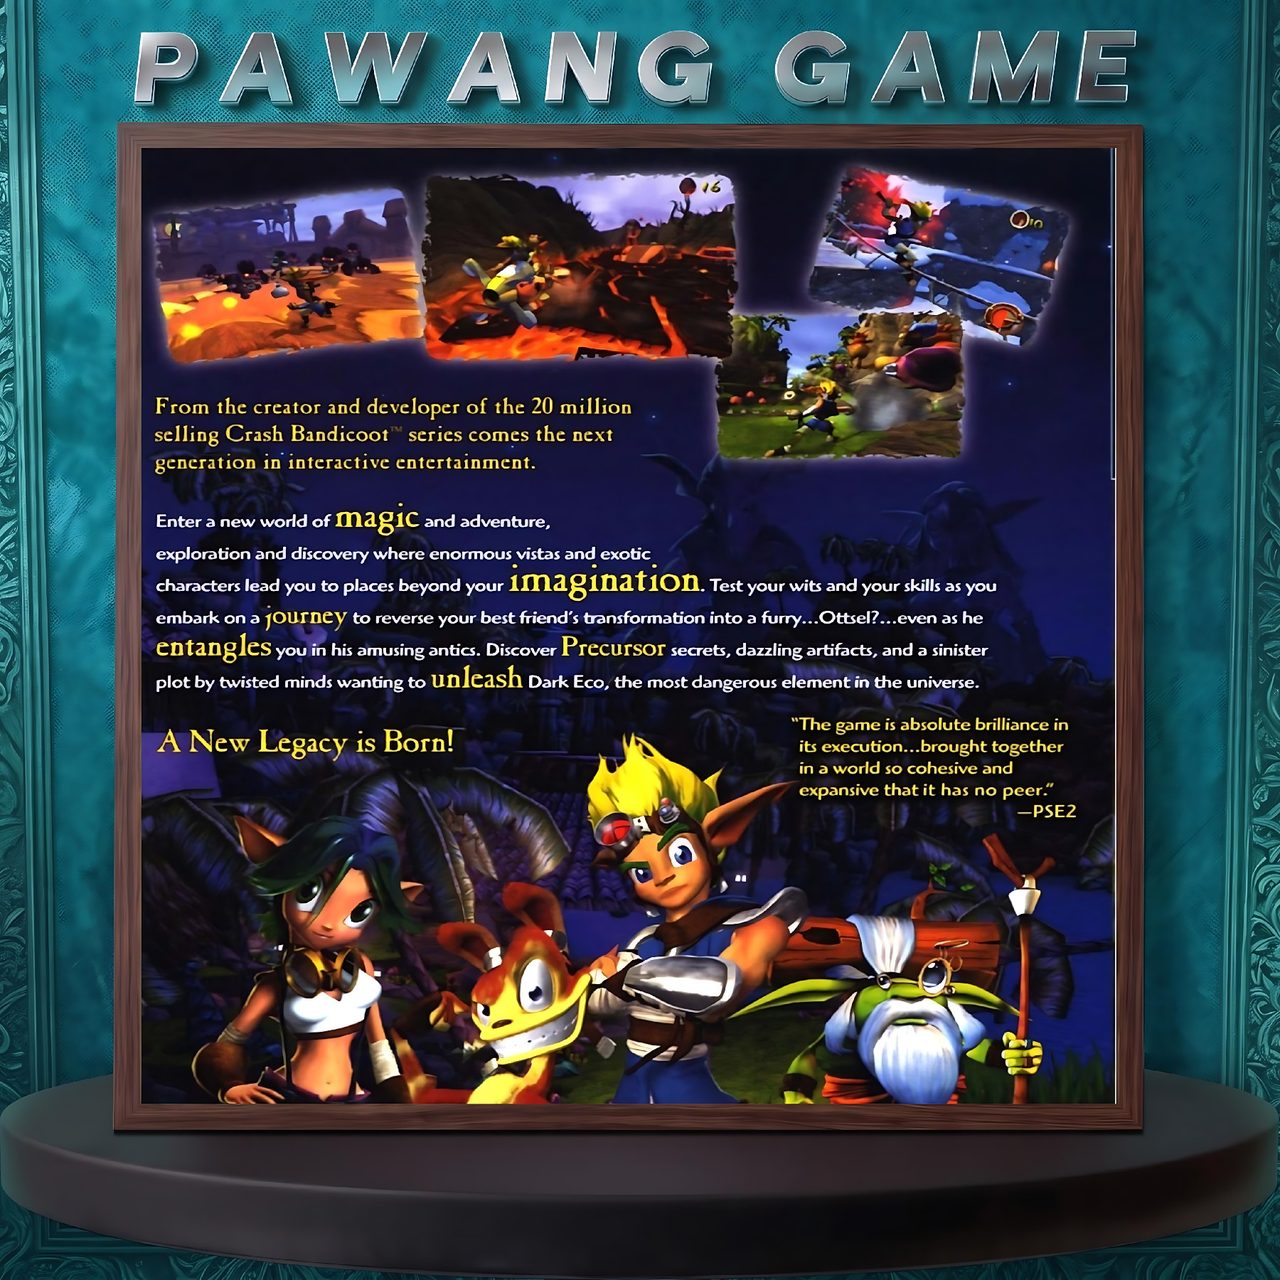 PAWANG GAME
16
From the creator and developer of the 20 million
selling Crash Bandicoot™ series comes the next
generation in interactive entertainment.
Enter a new world of magic and adventure,
exploration and discovery where enormous vistas and exotic
characters lead you to places beyond your imagination. Test your wits and your skills as you
embark on a journey to reverse your best friend's transformation into a furry...Ottsel?...even as he
entangles you in his amusing antics. Discover Precursor secrets, dazzling artifacts, and a sinister
plot by twisted minds wanting to unleash Dark Eco, the most dangerous element in the universe.
A New Legacy is Born!
"The game is absolute brilliance in
its execution...brought together
in a world so cohesive and
expansive that it has no peer."
—PSE2